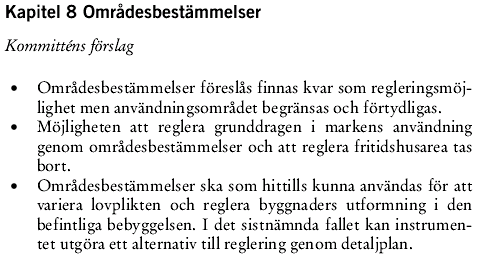 Kapitel 8 Områdesbestämmelser
Kommitténs förslag
• Områdesbestämmelser föreslås finnas kvar som regleringsmöj-
lighet men användningsområdet begränsas och förtydligas.
• Möjligheten att reglera grunddragen i markens användning
genom områdesbestämmelser och att reglera fritidshusarea tas
bort.
• Områdesbestämmelser ska som hittills kunna användas för att
variera lovplikten och reglera byggnaders utformning i den
befintliga bebyggelsen. I det sistnämnda fallet kan instrumen-
tet utgöra ett alternativ till reglering genom detaljplan.